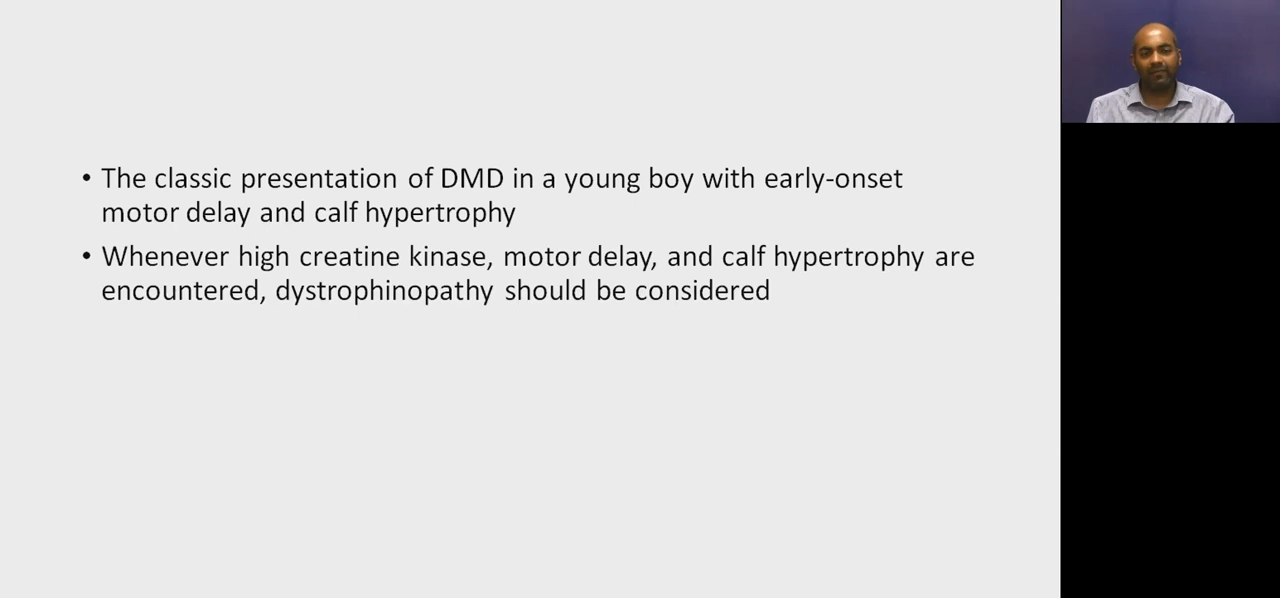 • The classic presentation of DMD in a young boy with early-onset
motor delay and calf hypertrophy
• Whenever high creatine kinase, motor delay, and calf hypertrophy are
encountered, dystrophinopathy should be considered